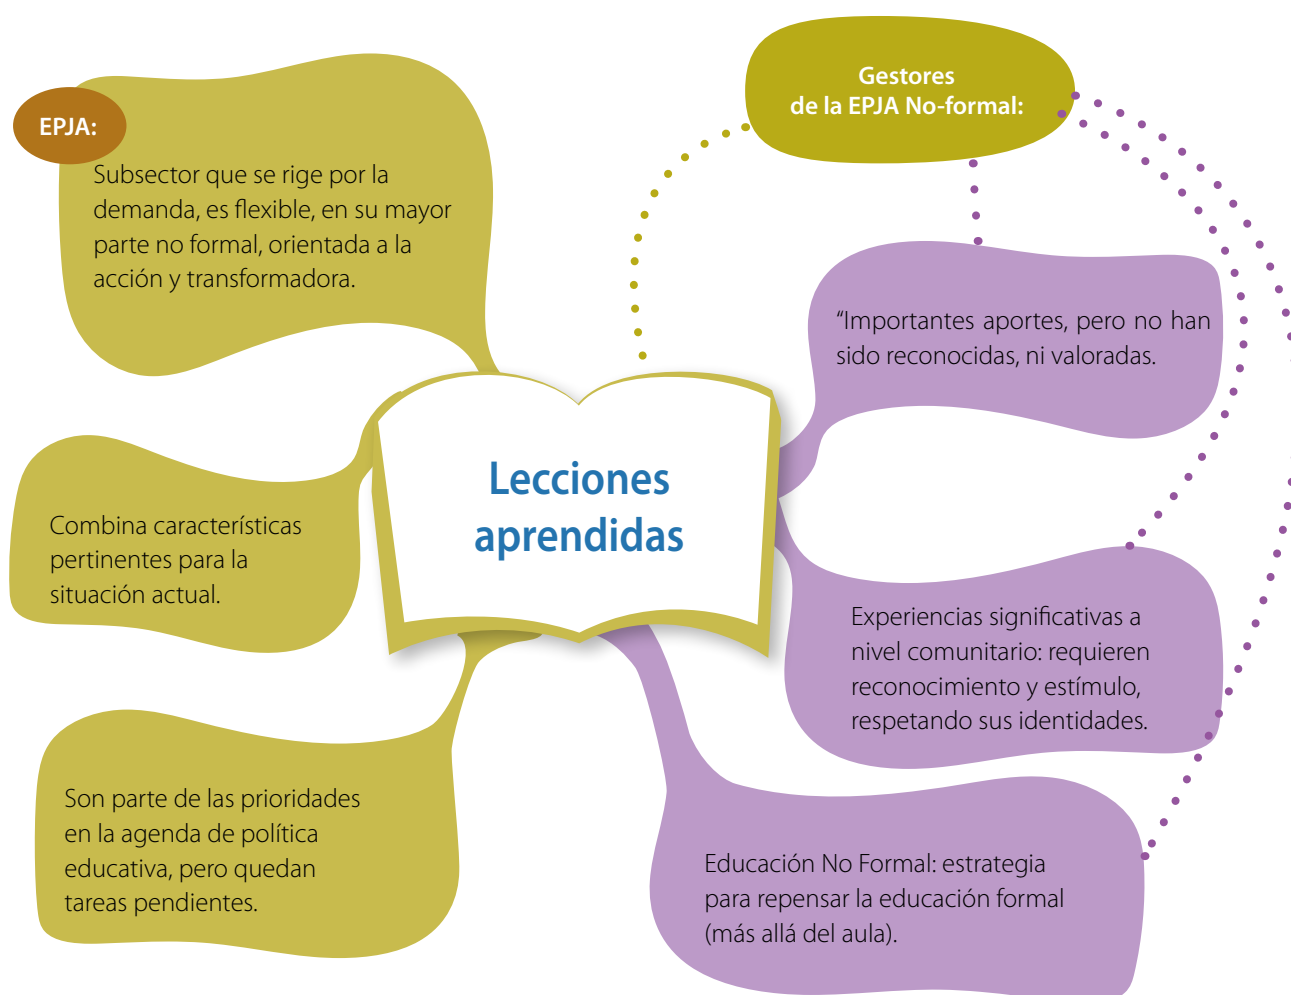 EPJA:
Subsector que se rige por la
demanda, es flexible, en su mayor
parte no formal, orientada a la
acción y transformadora.
Combina características
pertinentes para la
situación actual.
Son parte de las prioridades
en la agenda de política
educativa, pero quedan
tareas pendientes.
Lecciones
aprendidas
Gestores
de la EPJA No-formal:
“Importantes aportes, pero no han
sido reconocidas, ni valoradas.
Experiencias significativas a
nivel comunitario: requieren
reconocimiento y estímulo,
respetando sus identidades.
Educación No Formal: estrategia
para repensar la educación formal
(más allá del aula).